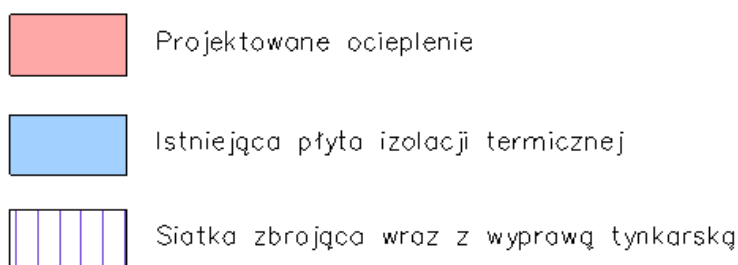 Projektowane ocieplenie
Istniejąca płyta izolacji termicznej
Siatka zbrojąca wraz z wyprawą tynkarską